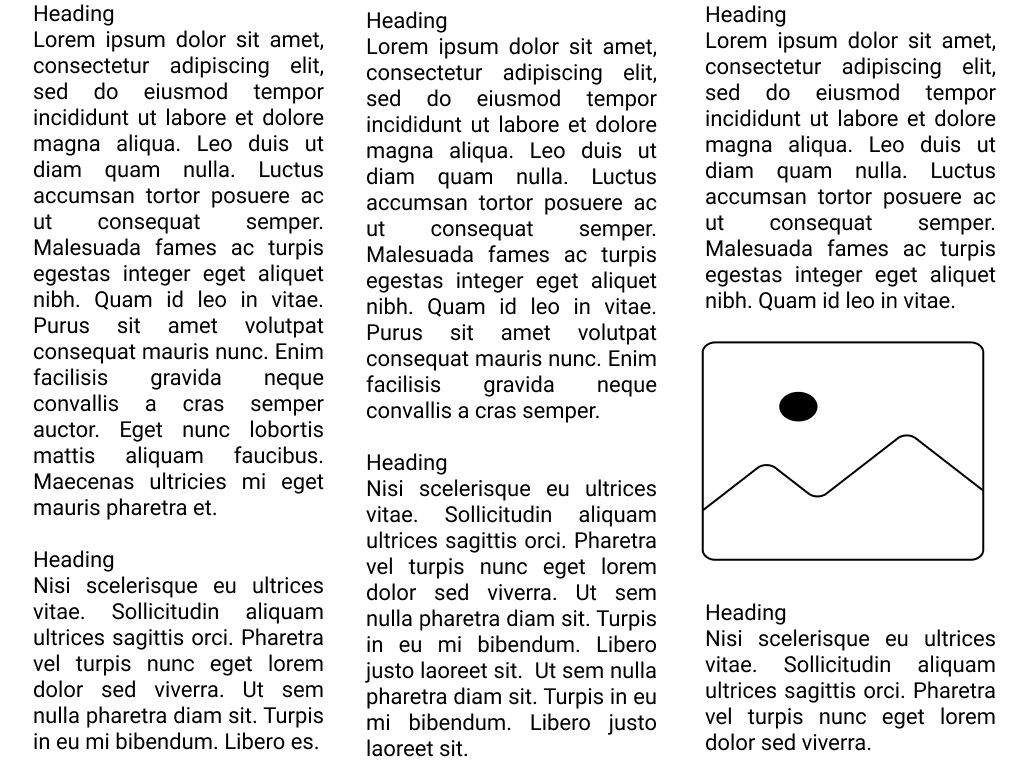 Heading
Lorem ipsum dolor sit amet,
consectetur adipiscing elit,
sed do eiusmod tempor
incididunt ut labore et dolore
magna aliqua. Leo duis ut
diam quam nulla. Luctus
accumsan tortor posuere ac
ut consequat semper.
Malesuada fames ac turpis
egestas integer eget aliquet
nibh. Quam id leo in vitae.
Purus sit amet volutpat
consequat mauris nunc. Enim
facilisis gravida neque
convallis a cras semper
auctor. Eget nunc lobortis
mattis aliquam faucibus.
Maecenas ultricies mi eget
mauris pharetra et.
Heading
Nisi scelerisque eu ultrices
vitae. Sollicitudin aliquam
ultrices sagittis orci. Pharetra
vel turpis nunc eget lorem
dolor sed viverra. Ut sem
nulla pharetra diam sit. Turpis
in eu mi bibendum. Libero es.
Heading
Lorem ipsum dolor sit amet,
consectetur adipiscing elit,
sed do eiusmod tempor
incididunt ut labore et dolore
magna aliqua. Leo duis ut
diam quam nulla. Luctus
accumsan tortor posuere ac
ut consequat semper.
Malesuada fames ac turpis
egestas integer eget aliquet
nibh. Quam id leo in vitae.
Purus sit amet volutpat
consequat mauris nunc. Enim
facilisis gravida neque
convallis a cras semper.
Heading
Nisi scelerisque eu ultrices
vitae. Sollicitudin aliquam
ultrices sagittis orci. Pharetra
vel turpis nunc eget lorem
dolor sed viverra. Ut sem
nulla pharetra diam sit. Turpis
in eu mi bibendum. Libero
justo laoreet sit. Ut sem nulla
pharetra diam sit. Turpis in eu
mi bibendum. Libero justo
laoreet sit.
Heading
Lorem ipsum dolor sit amet,
consectetur adipiscing elit,
sed do eiusmod tempor
incididunt ut labore et dolore
magna aliqua. Leo duis ut
diam quam nulla. Luctus
accumsan tortor posuere ac
ut consequat semper.
Malesuada fames ac turpis
egestas integer eget aliquet
nibh. Quam id leo in vitae.
Heading
Nisi scelerisque eu ultrices
vitae. Sollicitudin aliquam
ultrices sagittis orci. Pharetra
vel turpis nunc eget lorem
dolor sed viverra.